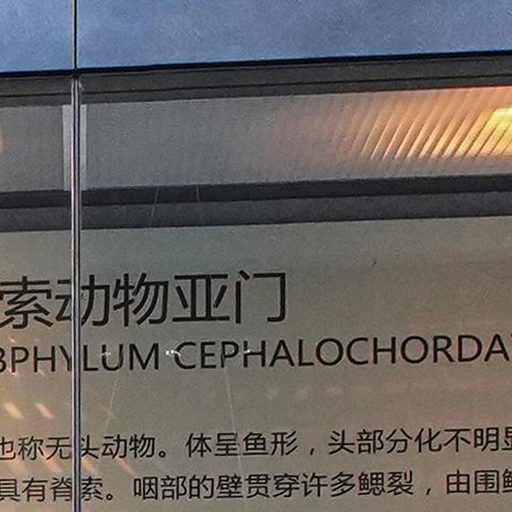 索动物亚门
BPHYLUM CEPHALOCHORDA
也称无头动物。体呈鱼形，头部分化不明显
具有脊索。咽部的壁贯穿许多鳃裂，由围鳃